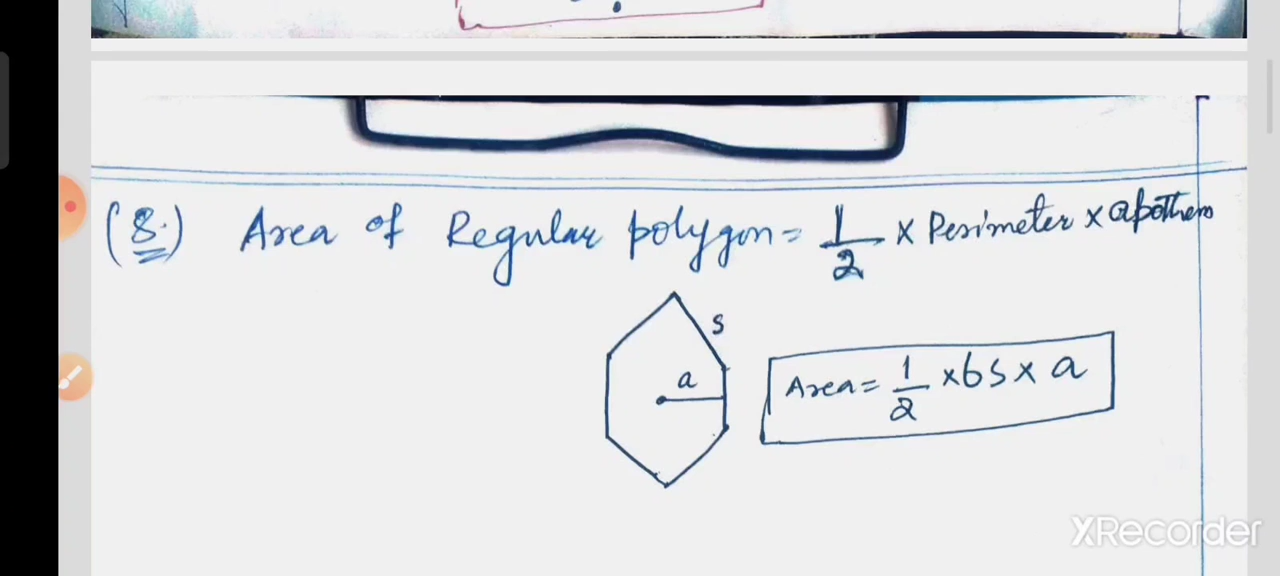 (8.) Area of Regular polygon = 1/2 × Perimeter × apothem
s
a
Area = 1/2 × 6s × a
XRecorder